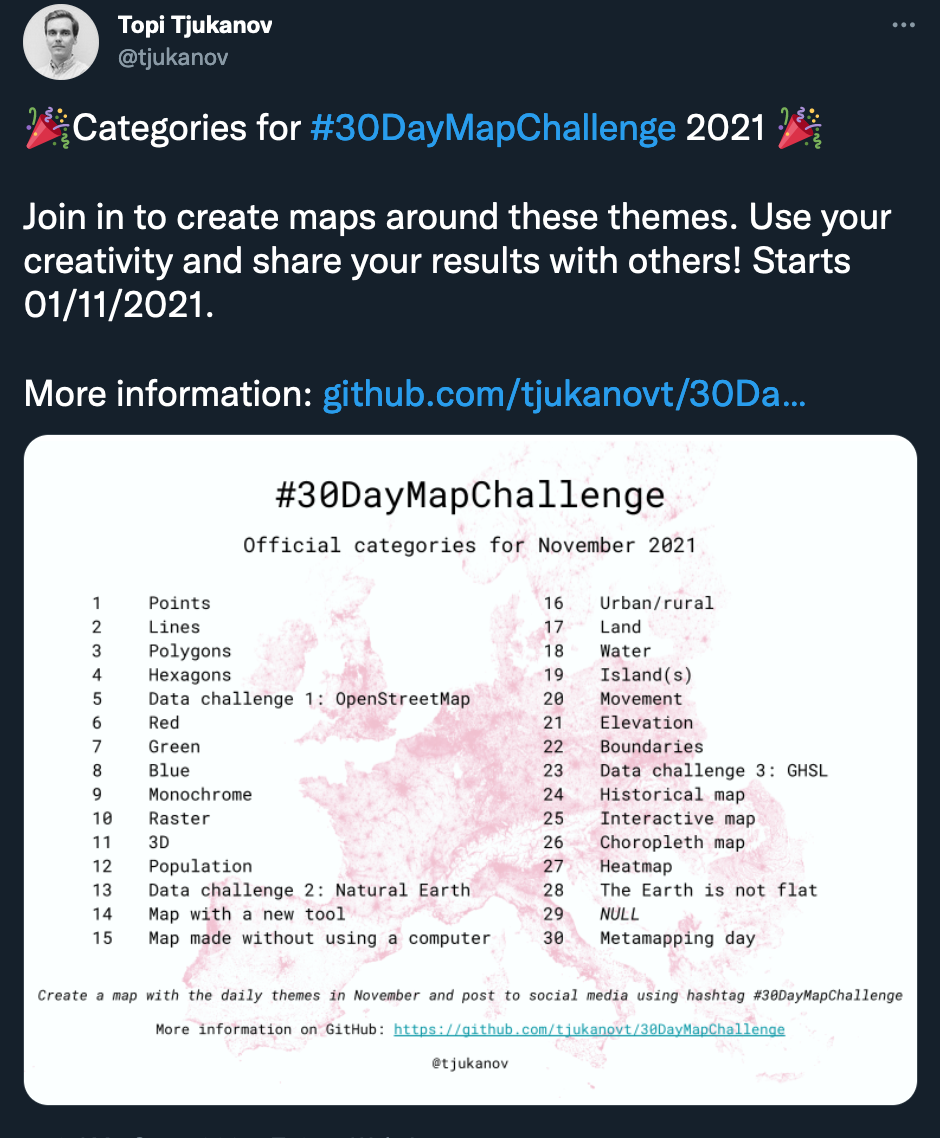 Topi Tjukanov
@tjukanov
Categories for #30DayMapChallenge 2021
Join in to create maps around these themes. Use your
creativity and share your results with others! Starts
01/11/2021.
More information: github.com/tjukanovt/30Da...
#30DayMapChallenge
Official categories for November 2021
1 Points
2 Lines
3 Polygons
4 Hexagons
5 Data challenge 1: OpenStreetMap
6 Red
7 Green
8 Blue
9 Monochrome
10 Raster
11 3D
12 Population
13 Data challenge 2: Natural Earth
14 Map with a new tool
15 Map made without using a computer
16 Urban/rural
17 Land
18 Water
19 Island(s)
20 Movement
21 Elevation
22 Boundaries
23 Data challenge 3: GHSL
24 Historical map
25 Interactive map
26 Choropleth map
27 Heatmap
28 The Earth is not flat
29 NULL
30 Metamapping day
Create a map with the daily themes in November and post to social media using hashtag #30DayMapChallenge
More information on GitHub: https://github.com/tjukanovt/30DayMapChallenge
@tjukanov